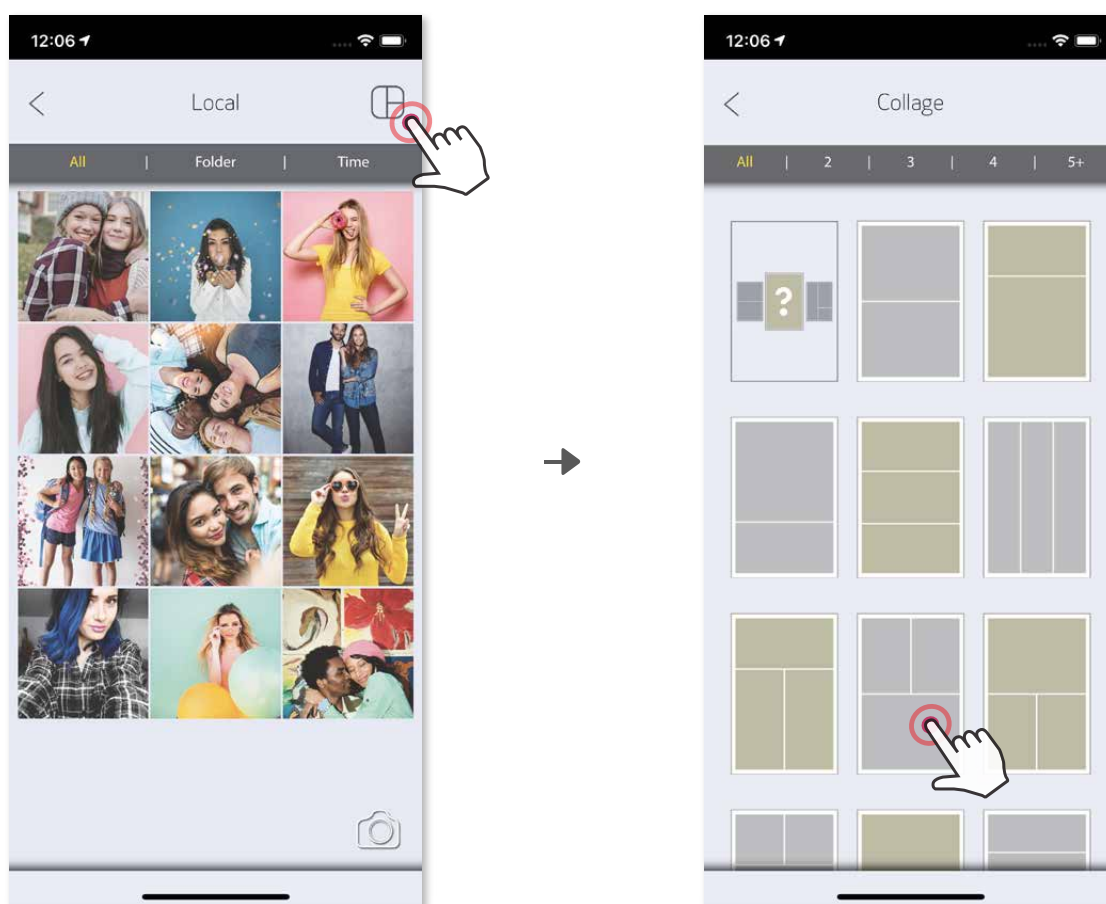 12:06
Local
All | Folder | Time
12:06
Collage
All | 2 | 3 | 4 | 5+
?